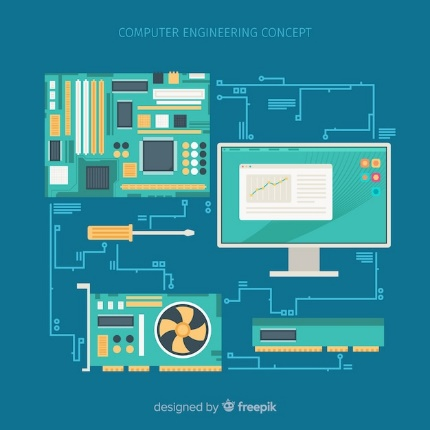 COMPUTER ENGINEERING CONCEPT
designed by freepik